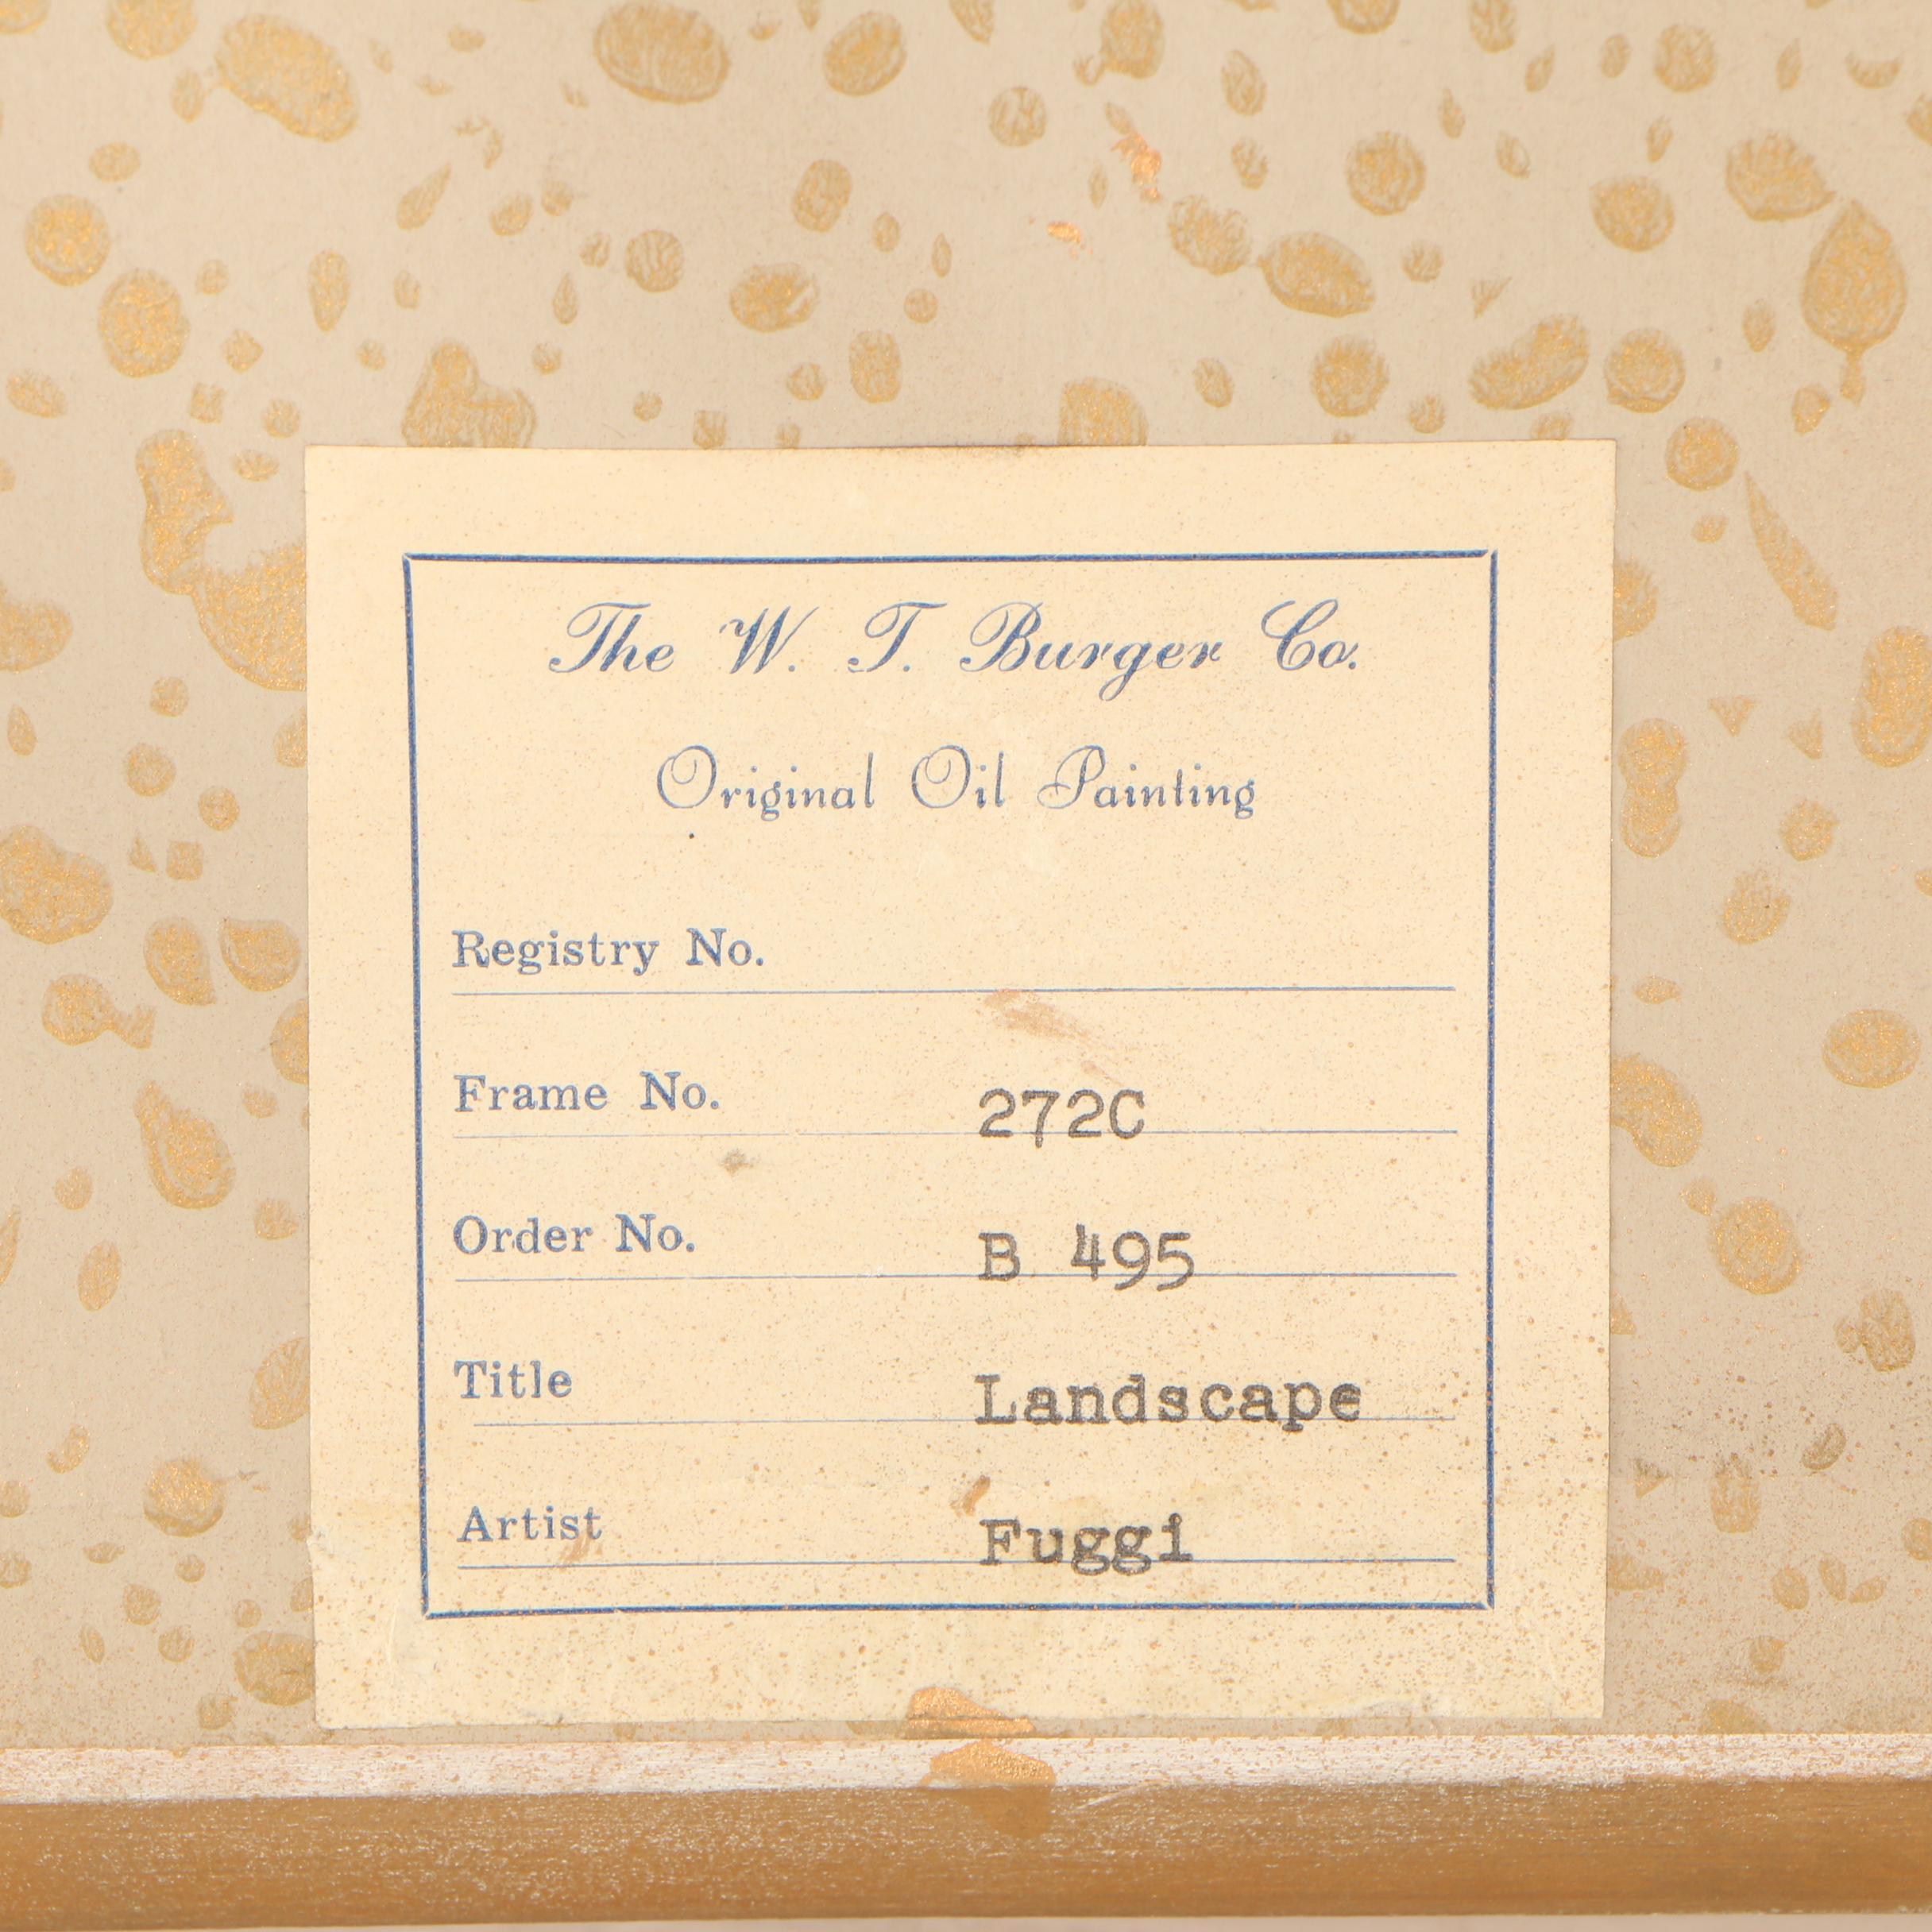 The W. T. Burger Co.
Original Oil Painting
Registry No.
Frame No. 272C
Order No. B 495
Title Landscape
Artist Fuggi